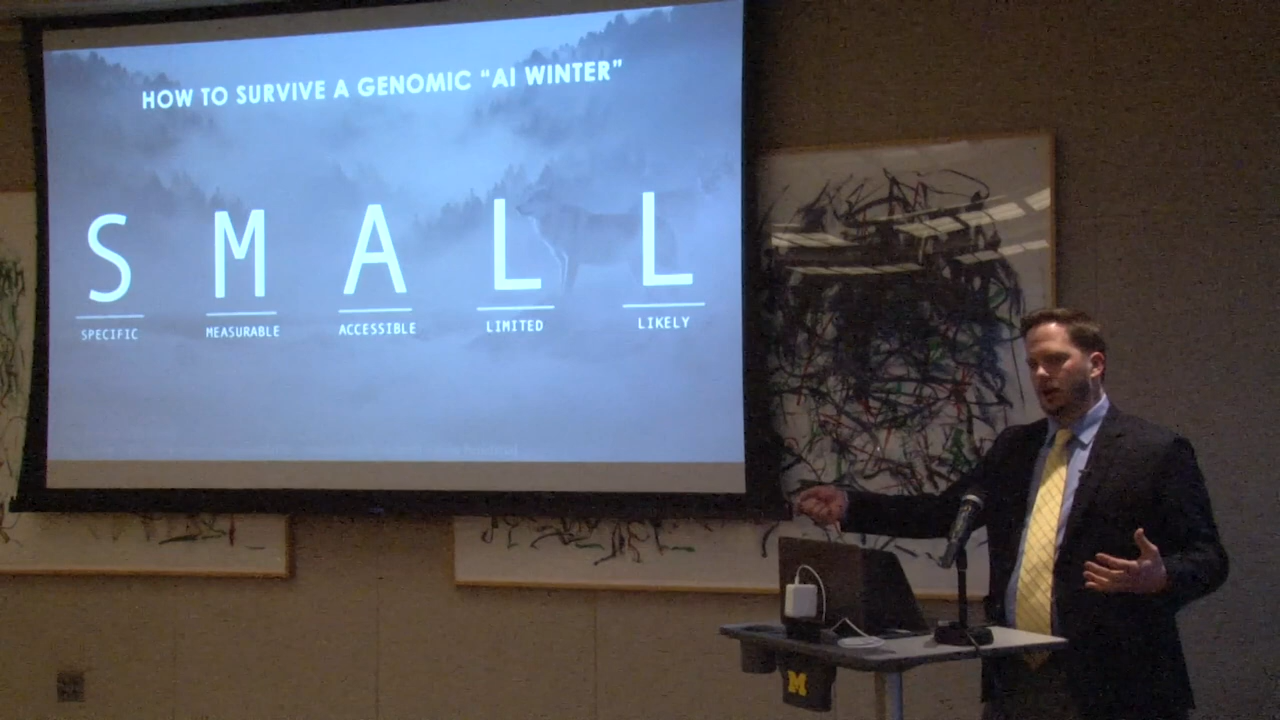 HOW TO SURVIVE A GENOMIC “AI WINTER”
S M A L L
SPECIFIC MEASURABLE ACCESSIBLE LIMITED LIKELY
M